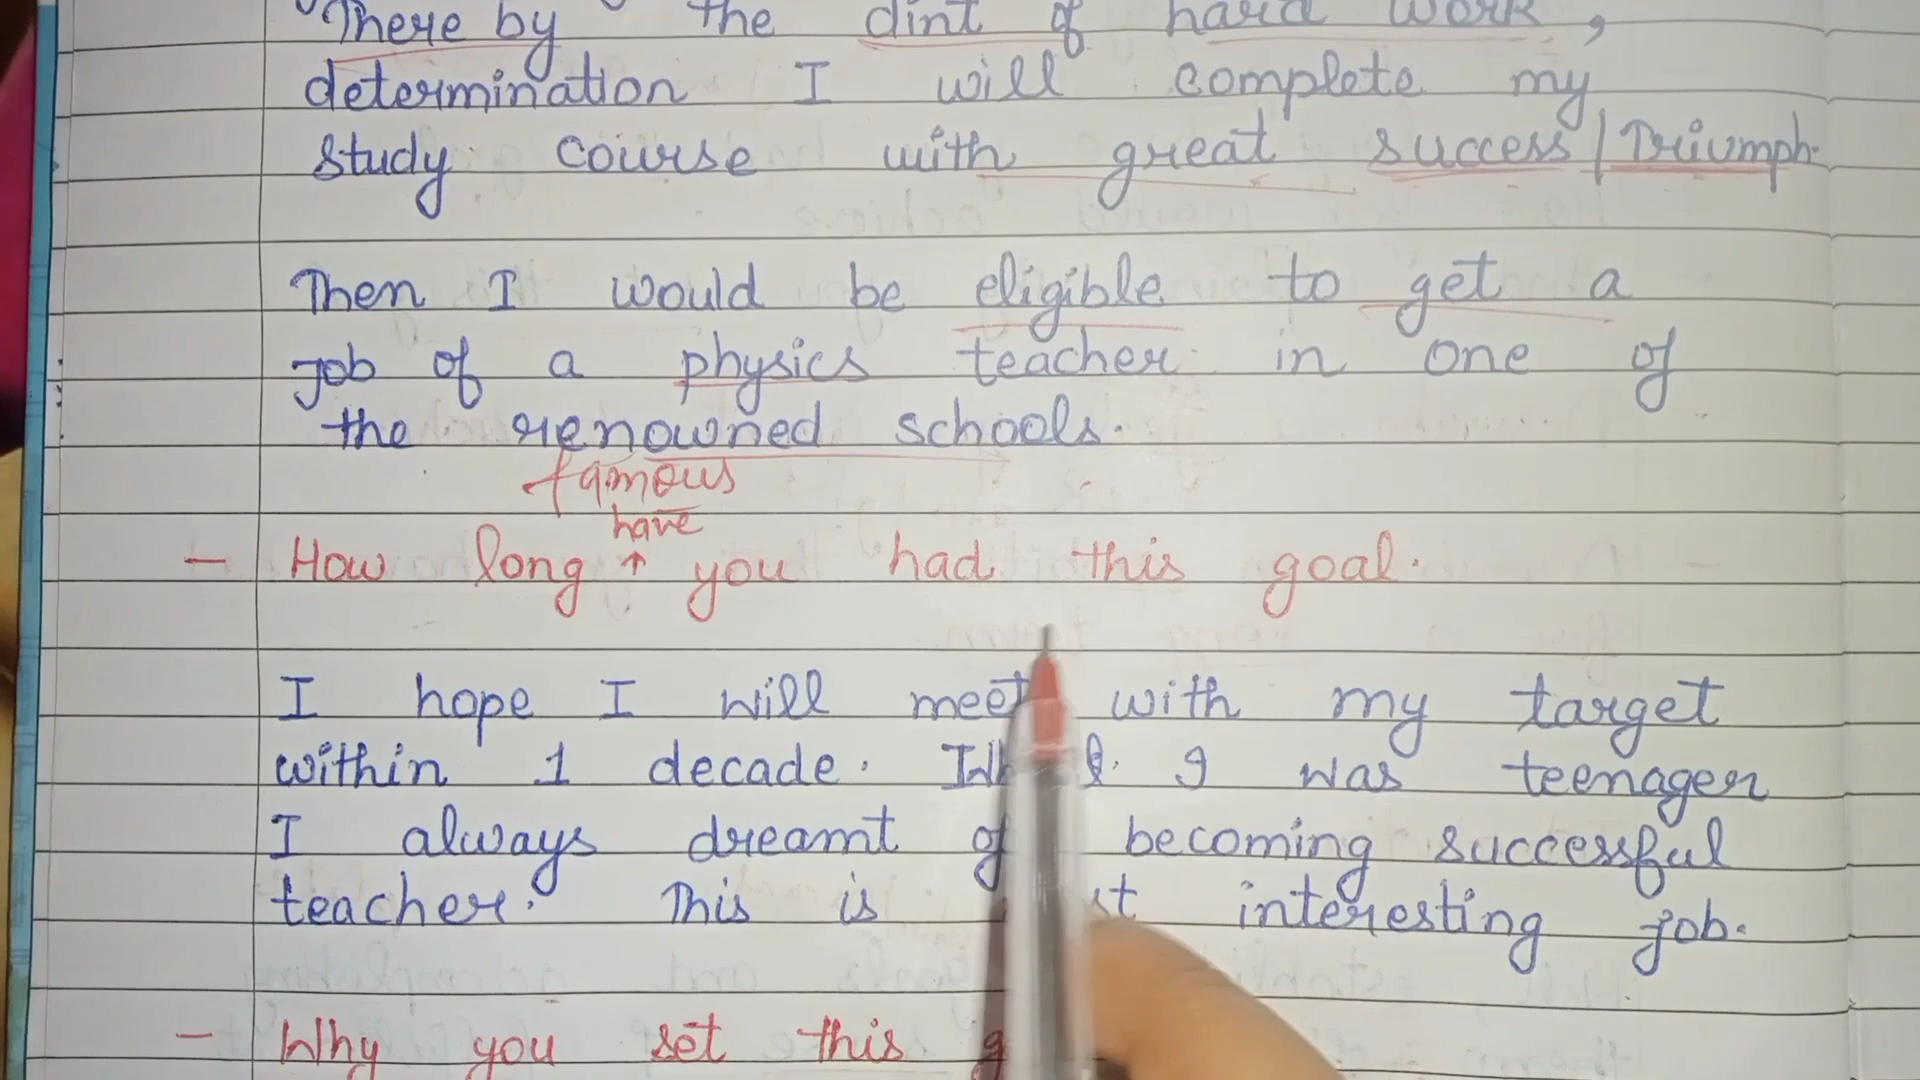 There by the dint of hard work,
determination I will complete my
study course with great success/Triumph.
Then I would be eligible to get a
job of a physics teacher in one of
the renowned schools.
famous
have
- How long ↑ you had this goal.
I hope I will meet with my target
within 1 decade. I was teenager
I always dreamt of becoming successful
teacher. This is interesting job.
- Why you set this